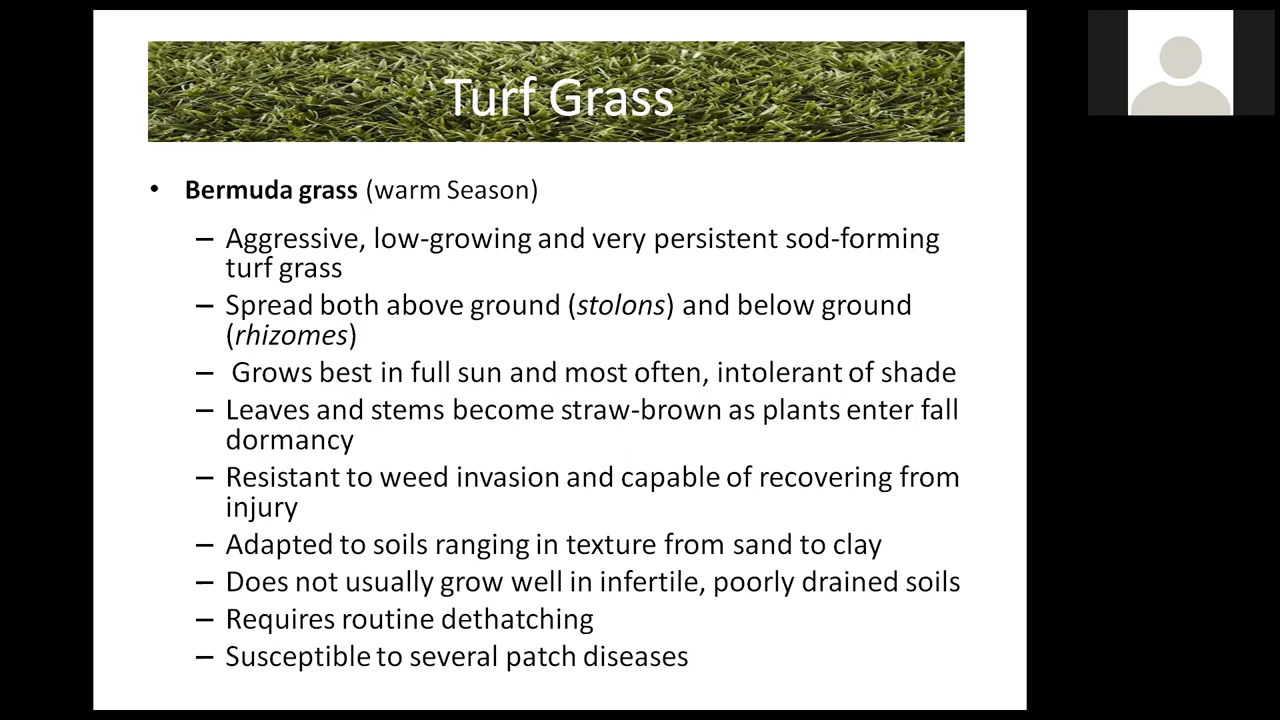 Turf Grass
• Bermuda grass (warm Season)
– Aggressive, low-growing and very persistent sod-forming
turf grass
– Spread both above ground (stolons) and below ground
(rhizomes)
– Grows best in full sun and most often, intolerant of shade
– Leaves and stems become straw-brown as plants enter fall
dormancy
– Resistant to weed invasion and capable of recovering from
injury
– Adapted to soils ranging in texture from sand to clay
– Does not usually grow well in infertile, poorly drained soils
– Requires routine dethatching
– Susceptible to several patch diseases